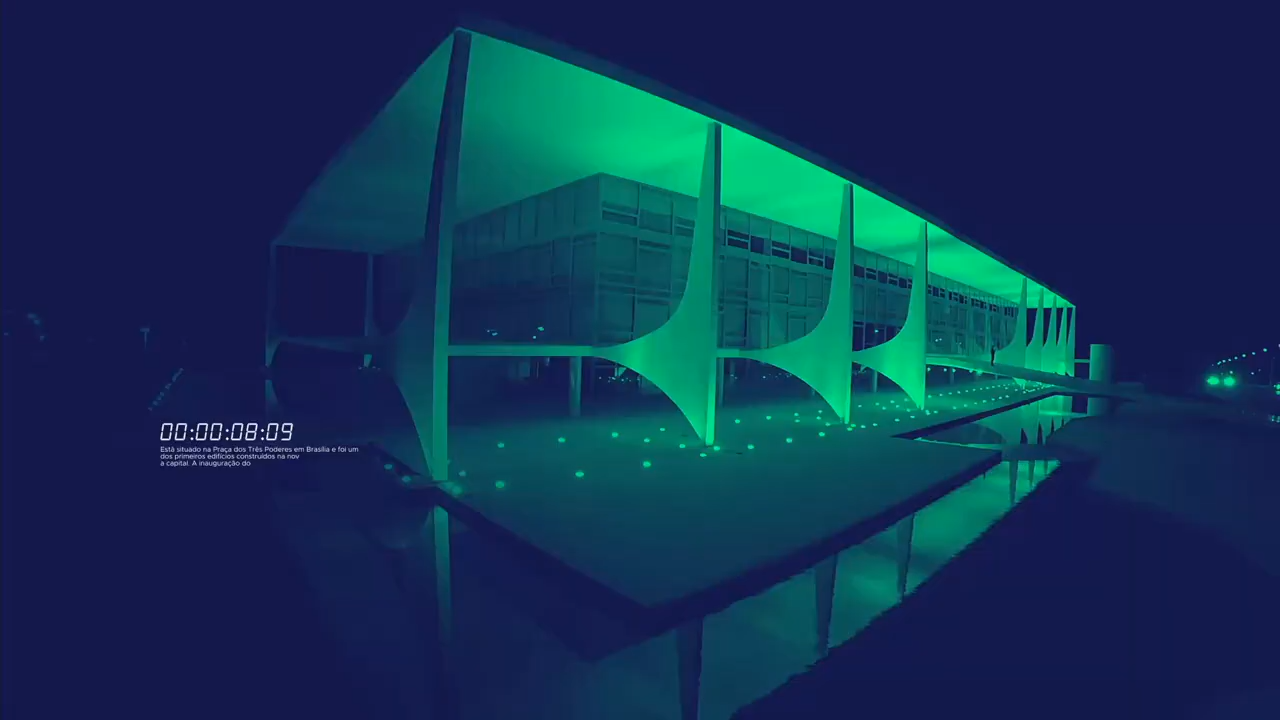 00:00:08:09
Está situado na Praça dos Três Poderes em Brasília e foi um
dos primeiros edifícios construídos na nov
a capital. A inauguração do